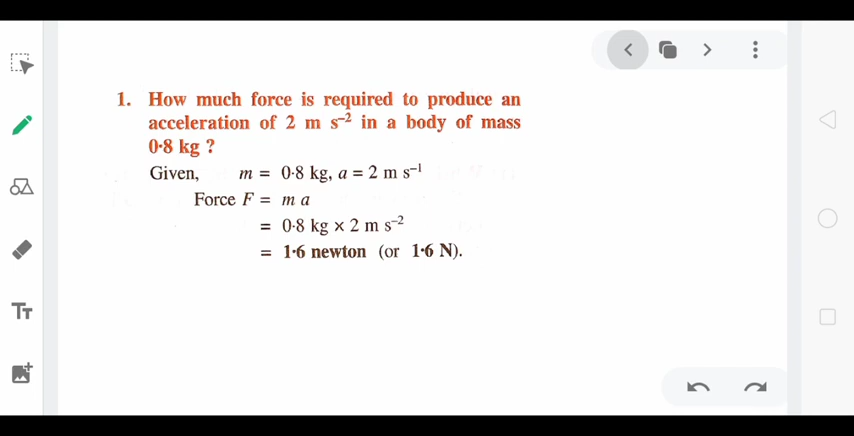 1. How much force is required to produce an
acceleration of 2 m s⁻² in a body of mass
0·8 kg ?
Given, m = 0·8 kg, a = 2 m s⁻¹
Force F = m a
= 0·8 kg × 2 m s⁻²
= 1·6 newton (or 1·6 N).
TT